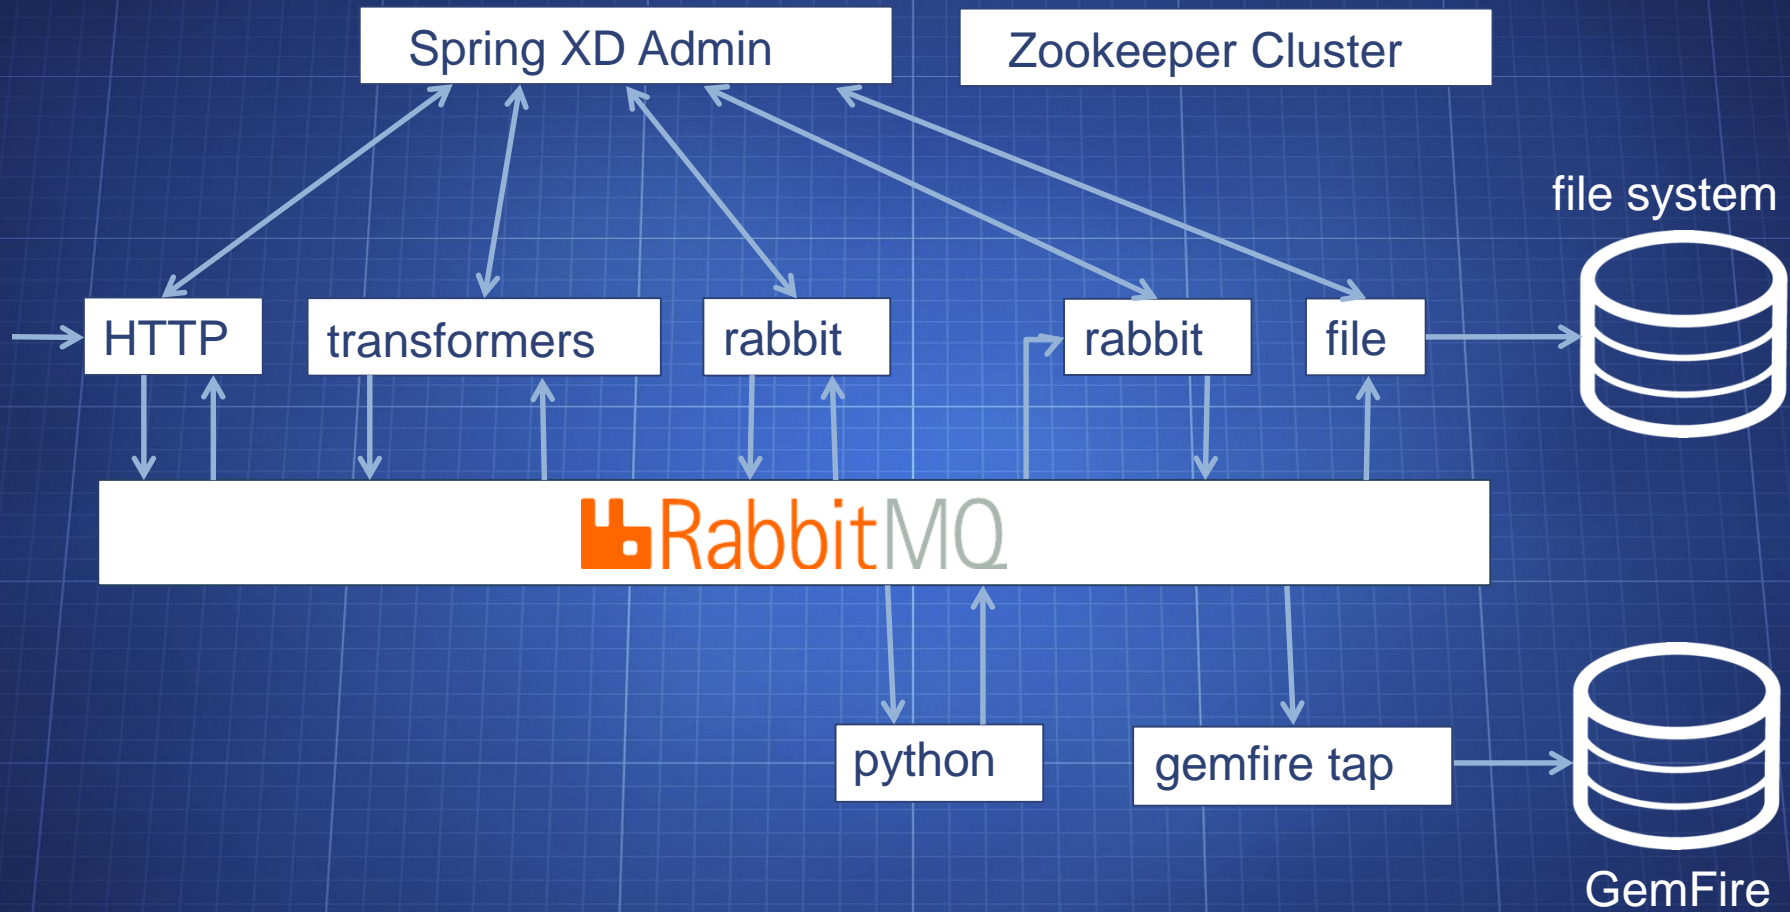 Spring XD Admin
Zookeeper Cluster
file system
HTTP
transformers
rabbit
rabbit
file
RabbitMQ
python
gemfire tap
GemFire